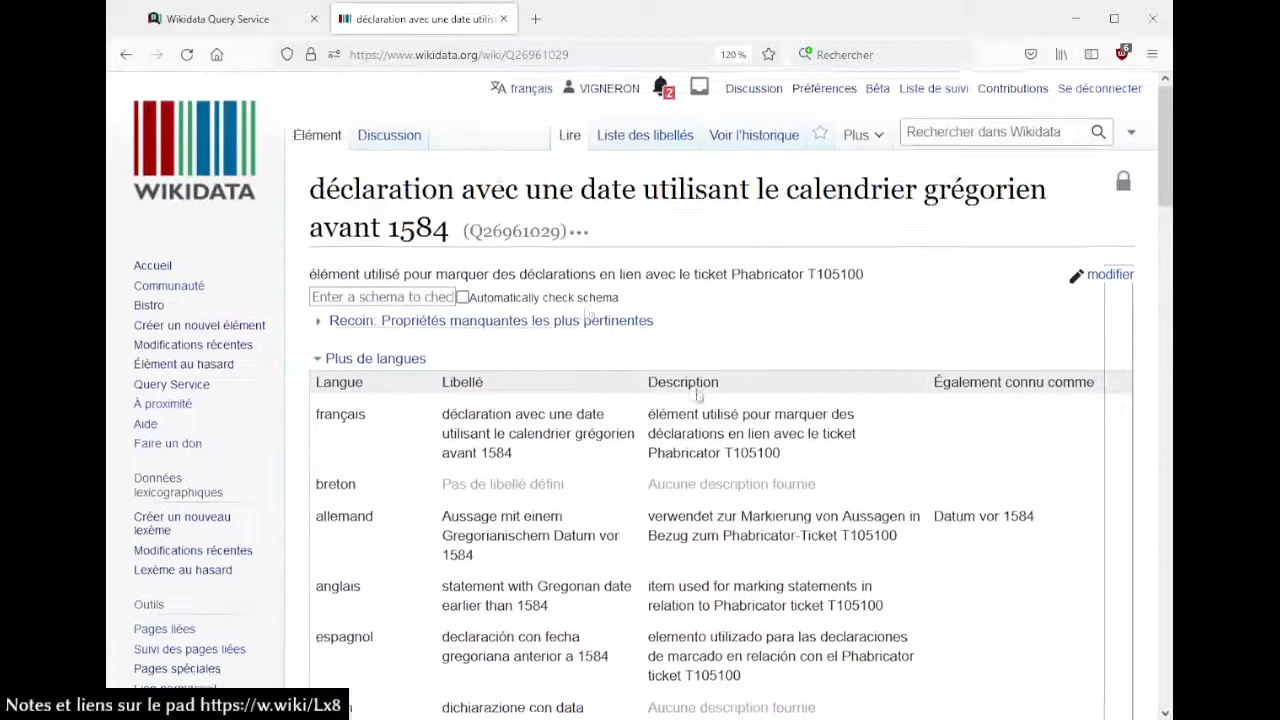 Wikidata Query Service
déclaration avec une date utilis
https://www.wikidata.org/wiki/Q26961029
120 %
Rechercher
6
français
VIGNERON
2
Discussion
Préférences
Bêta
Liste de suivi
Contributions
Se déconnecter
WIKIDATA
Élément
Discussion
Lire
Liste des libellés
Voir l'historique
Plus
Rechercher dans Wikidata
déclaration avec une date utilisant le calendrier grégorien
avant 1584 (Q26961029)
élément utilisé pour marquer des déclarations en lien avec le ticket Phabricator T105100
modifier
Enter a schema to chec
Automatically check schema
Recoin: Propriétés manquantes les plus pertinentes
Plus de langues
Langue
Libellé
Description
Également connu comme
français
déclaration avec une date
utilisant le calendrier grégorien
avant 1584
élément utilisé pour marquer des
déclarations en lien avec le ticket
Phabricator T105100
breton
Pas de libellé défini
Aucune description fournie
allemand
Aussage mit einem
Gregorianischem Datum vor
1584
verwendet zur Markierung von Aussagen in
Bezug zum Phabricator-Ticket T105100
Datum vor 1584
anglais
statement with Gregorian date
earlier than 1584
item used for marking statements in
relation to Phabricator ticket T105100
espagnol
declaración con fecha
gregoriana anterior a 1584
elemento utilizado para las declaraciones
de marcado en relación con el Phabricator
ticket T105100
dichiarazione con data
Aucune description fournie
Accueil
Communauté
Bistro
Créer un nouvel élément
Modifications récentes
Élément au hasard
Query Service
À proximité
Aide
Faire un don
Données
lexicographiques
Créer un nouveau
lexème
Modifications récentes
Lexème au hasard
Outils
Pages liées
Suivi des pages liées
Pages spéciales
Notes et liens sur le pad https://w.wiki/Lx8